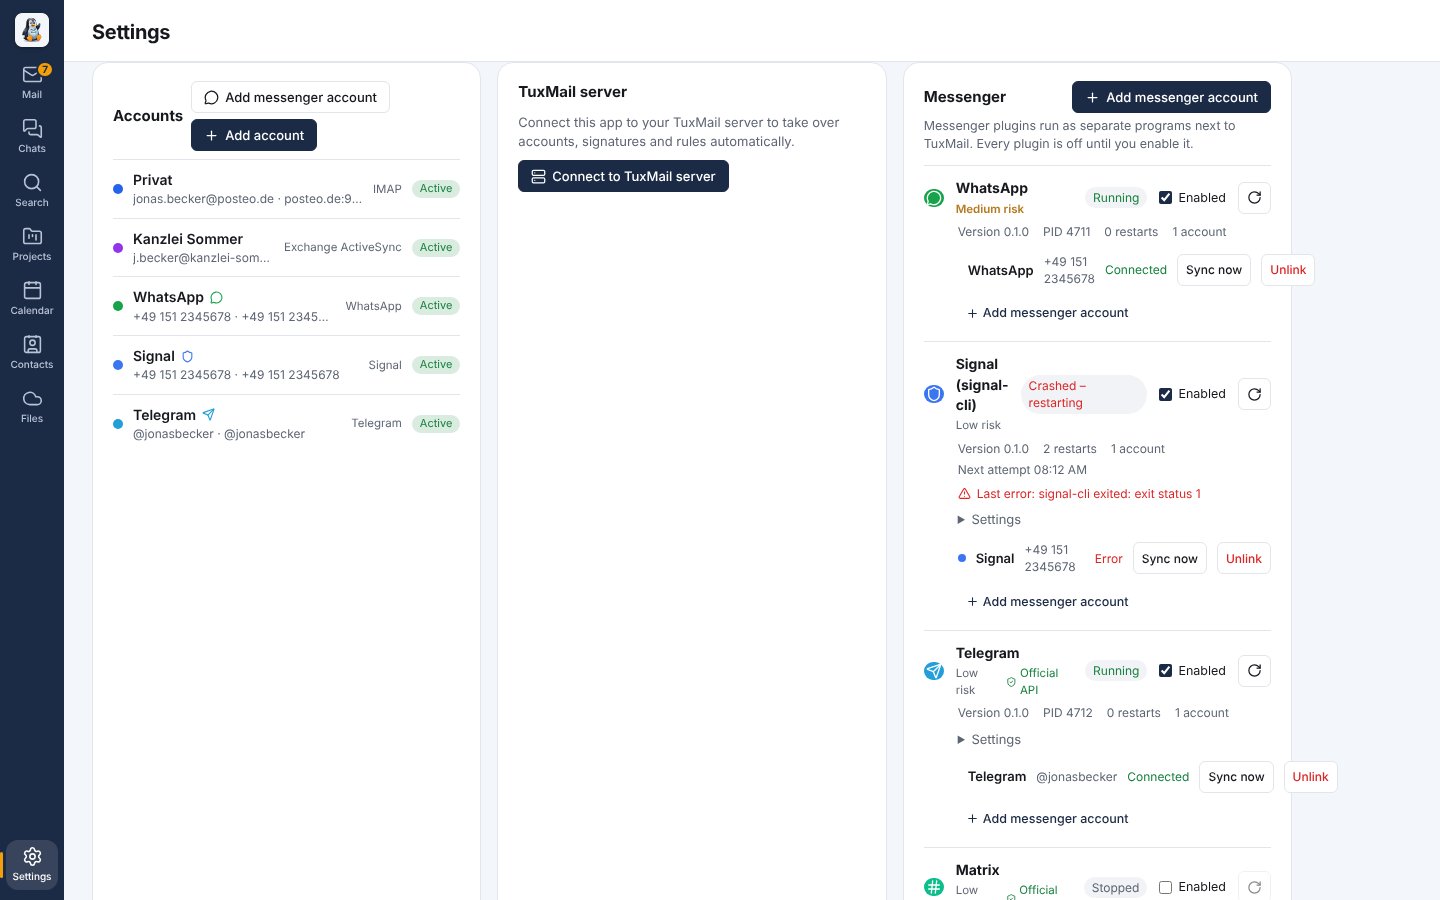 Settings
7
Mail
Chats
Search
Projects
Calendar
Contacts
Files
Settings
Accounts
Add messenger account
+ Add account
Privat
jonas.becker@posteo.de · posteo.de:9…
IMAP
Active
Kanzlei Sommer
j.becker@kanzlei-som…
Exchange ActiveSync
Active
WhatsApp
+49 151 2345678 · +49 151 2345…
WhatsApp
Active
Signal
+49 151 2345678 · +49 151 2345678
Signal
Active
Telegram
@jonasbecker · @jonasbecker
Telegram
Active
TuxMail server
Connect this app to your TuxMail server to take over
accounts, signatures and rules automatically.
Connect to TuxMail server
Messenger
+ Add messenger account
Messenger plugins run as separate programs next to
TuxMail. Every plugin is off until you enable it.
WhatsApp
Medium risk
Running
Enabled
Version 0.1.0 PID 4711 0 restarts 1 account
WhatsApp
+49 151
2345678
Connected
Sync now
Unlink
+ Add messenger account
Signal
(signal-
cli)
Low risk
Crashed –
restarting
Enabled
Version 0.1.0 2 restarts 1 account
Next attempt 08:12 AM
Last error: signal-cli exited: exit status 1
Settings
Signal
+49 151
2345678
Error
Sync now
Unlink
+ Add messenger account
Telegram
Low
risk
Official
API
Running
Enabled
Version 0.1.0 PID 4712 0 restarts 1 account
Settings
Telegram
@jonasbecker
Connected
Sync now
Unlink
+ Add messenger account
Matrix
Low
Official
Stopped
Enabled